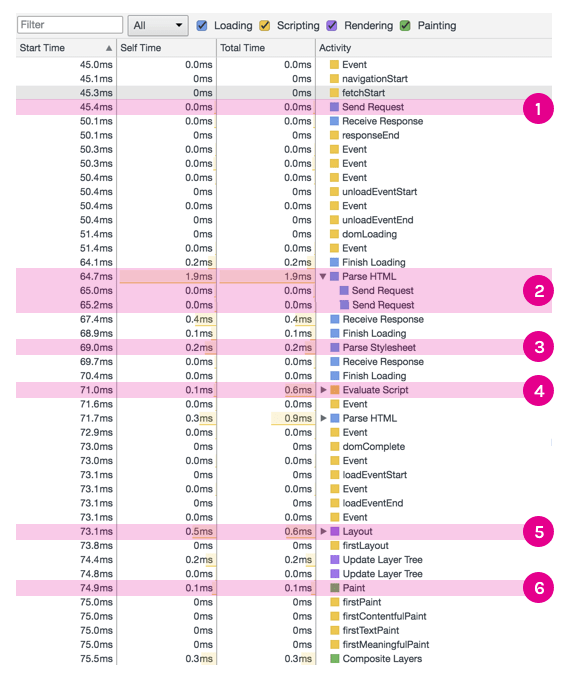 Filter All Loading Scripting Rendering Painting
Start Time Self Time Total Time Activity
45.0ms 0.0ms 0.0ms Event
45.1ms 0ms 0ms navigationStart
45.3ms 0ms 0ms fetchStart
45.4ms 0.0ms 0.0ms Send Request 1
50.1ms 0.0ms 0.0ms Receive Response
50.1ms 0ms 0ms responseEnd
50.3ms 0.0ms 0.0ms Event
50.3ms 0.0ms 0.0ms Event
50.4ms 0.0ms 0.0ms Event
50.4ms 0ms 0ms unloadEventStart
50.4ms 0.0ms 0.0ms Event
50.4ms 0ms 0ms unloadEventEnd
51.4ms 0ms 0ms domLoading
51.4ms 0.0ms 0.0ms Event
64.1ms 0.2ms 0.2ms Finish Loading
64.7ms 1.9ms 1.9ms Parse HTML
65.0ms 0.0ms 0.0ms Send Request 2
65.2ms 0.0ms 0.0ms Send Request
67.4ms 0.4ms 0.4ms Receive Response
68.9ms 0.1ms 0.1ms Finish Loading
69.0ms 0.2ms 0.2ms Parse Stylesheet 3
69.7ms 0.0ms 0.0ms Receive Response
70.4ms 0.0ms 0.0ms Finish Loading
71.0ms 0.1ms 0.6ms Evaluate Script 4
71.6ms 0.0ms 0.0ms Event
71.7ms 0.3ms 0.9ms Parse HTML
72.9ms 0.0ms 0.0ms Event
73.0ms 0ms 0ms domComplete
73.0ms 0.0ms 0.0ms Event
73.1ms 0ms 0ms loadEventStart
73.1ms 0.0ms 0.0ms Event
73.1ms 0ms 0ms loadEventEnd
73.1ms 0.0ms 0.0ms Event
73.1ms 0.5ms 0.6ms Layout 5
73.8ms 0ms 0ms firstLayout
74.4ms 0.2ms 0.2ms Update Layer Tree
74.8ms 0.0ms 0.0ms Update Layer Tree
74.9ms 0.1ms 0.1ms Paint 6
75.0ms 0ms 0ms firstPaint
75.0ms 0ms 0ms firstContentfulPaint
75.0ms 0ms 0ms firstTextPaint
75.0ms 0ms 0ms firstMeaningfulPaint
75.5ms 0.3ms 0.3ms Composite Layers